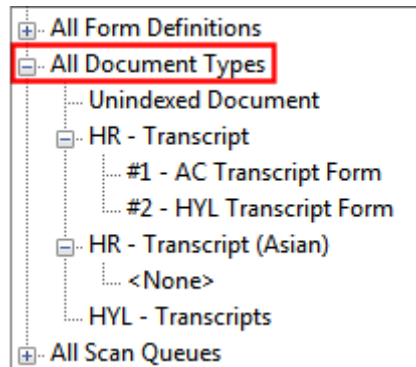 All Form Definitions
All Document Types
Unindexed Document
HR - Transcript
#1 - AC Transcript Form
#2 - HYL Transcript Form
HR - Transcript (Asian)
<None>
HYL - Transcripts
All Scan Queues